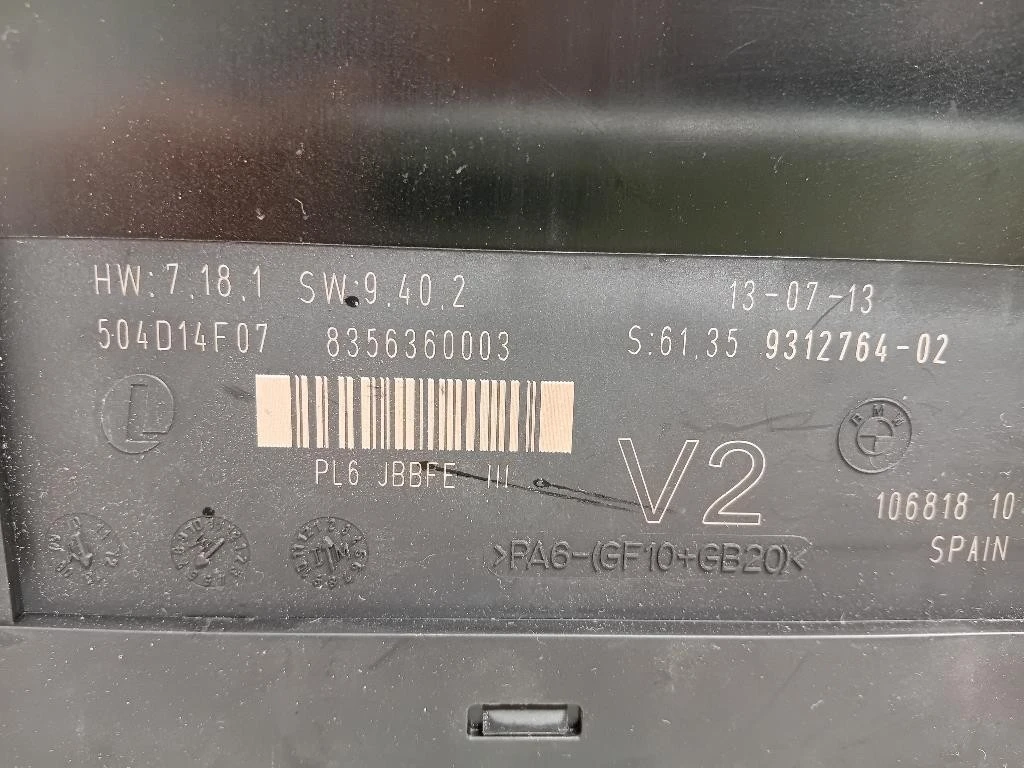 HW:7.18.1 SW:9.40.2 13-07-13
504D14F07 8356360003 S:61.35 9312764-02
L
BMW
PL6 JBBFE III
V2
106818 10
>PA6-(GF10+GB20)<
SPAIN